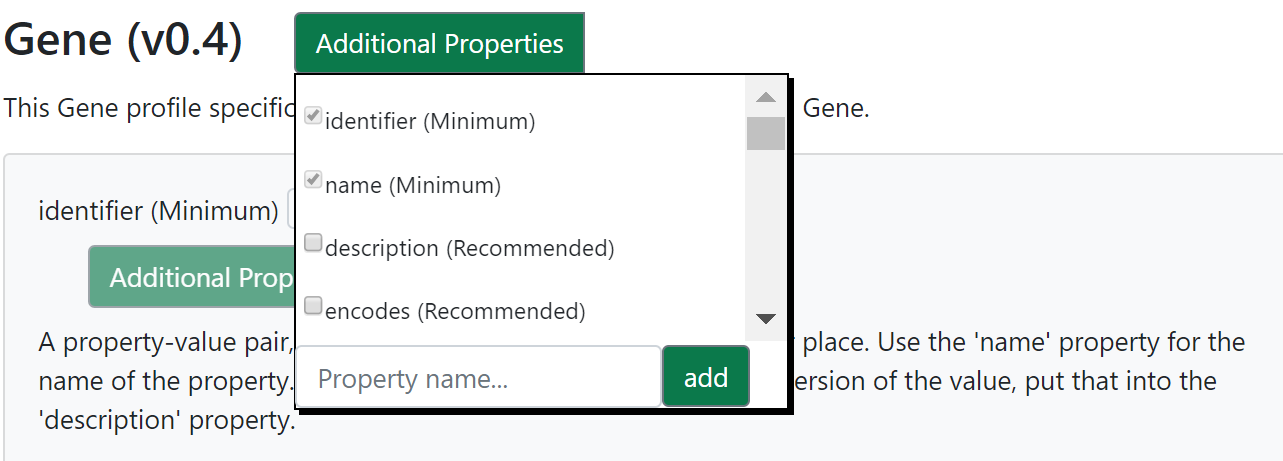 Gene (v0.4)
Additional Properties
This Gene profile specific
Gene.
identifier (Minimum)
name (Minimum)
description (Recommended)
encodes (Recommended)
Property name...
add
identifier (Minimum)
Additional Prop
A property-value pair,
place. Use the 'name' property for the
name of the property.
ersion of the value, put that into the
'description' property.